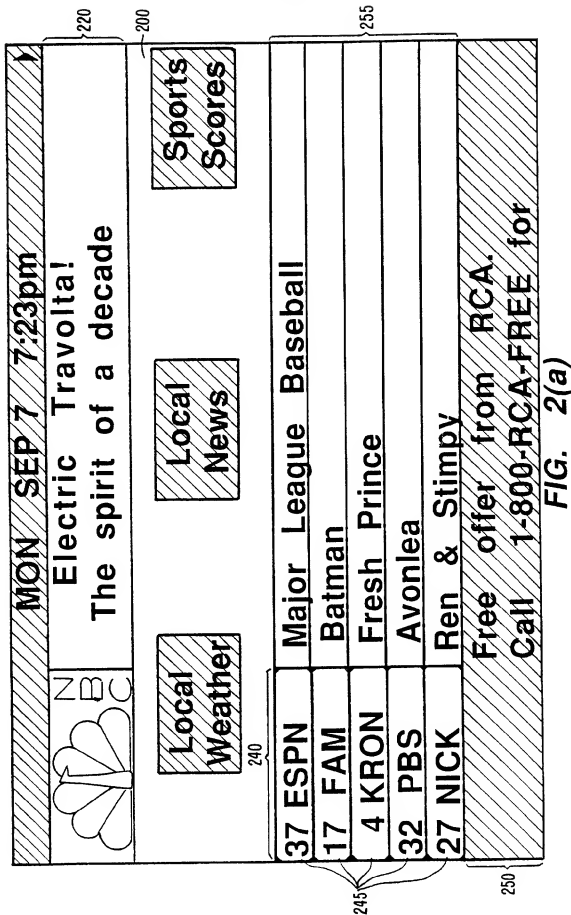 MON SEP 7 7:23pm
220
N
B
C
Electric Travolta!
The spirit of a decade
200
Local
Weather
Local
News
Sports
Scores
240
255
37 ESPN Major League Baseball
17 FAM Batman
4 KRON Fresh Prince
32 PBS Avonlea
27 NICK Ren & Stimpy
245
250
Free offer from RCA.
Call 1-800-RCA-FREE for
FIG. 2(a)